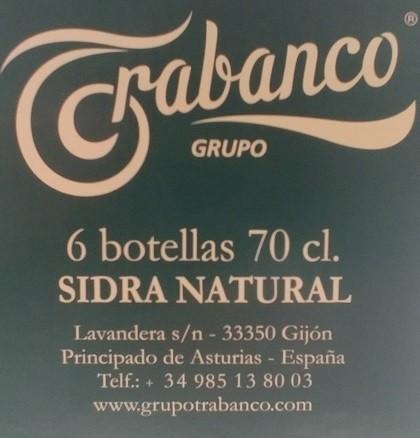 Trabanco®
GRUPO
6 botellas 70 cl.
SIDRA NATURAL
Lavandera s/n - 33350 Gijón
Principado de Asturias - España
Telf.: + 34 985 13 80 03
www.grupotrabanco.com